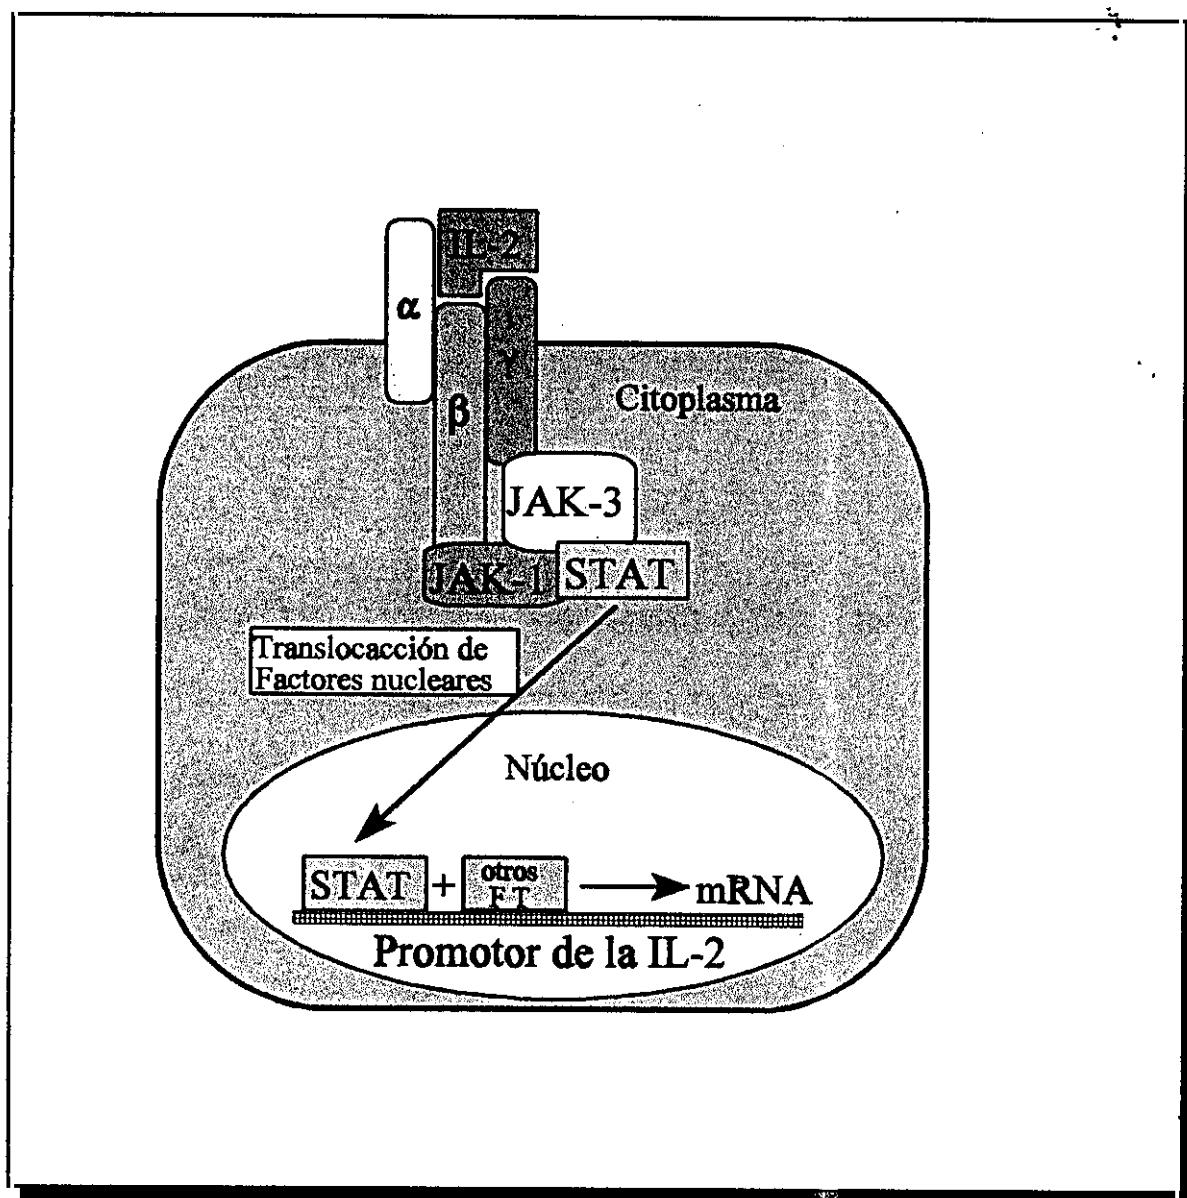 IL-2
α
γ
Citoplasma
β
JAK-3
JAK-1
STAT
Translocacción de
Factores nucleares
Núcleo
STAT + otros F T → mRNA
Promotor de la IL-2